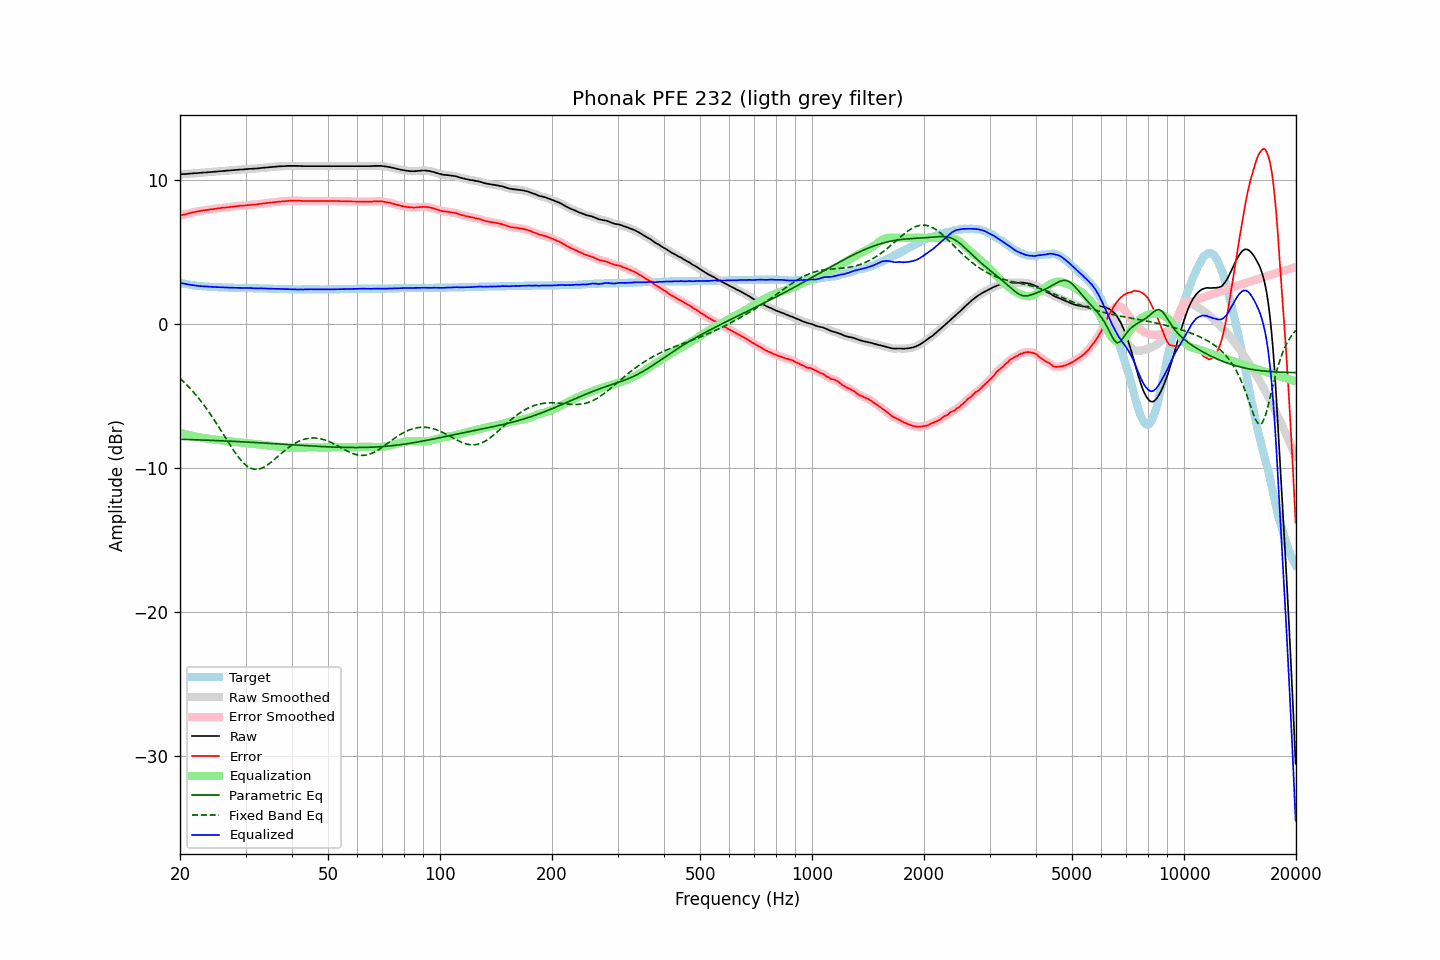 Phonak PFE 232 (ligth grey filter)
Amplitude (dBr)
10
0
−10
−20
−30
Target
Raw Smoothed
Error Smoothed
Raw
Error
Equalization
Parametric Eq
Fixed Band Eq
Equalized
20 50 100 200 500 1000 2000 5000 10000 20000
Frequency (Hz)